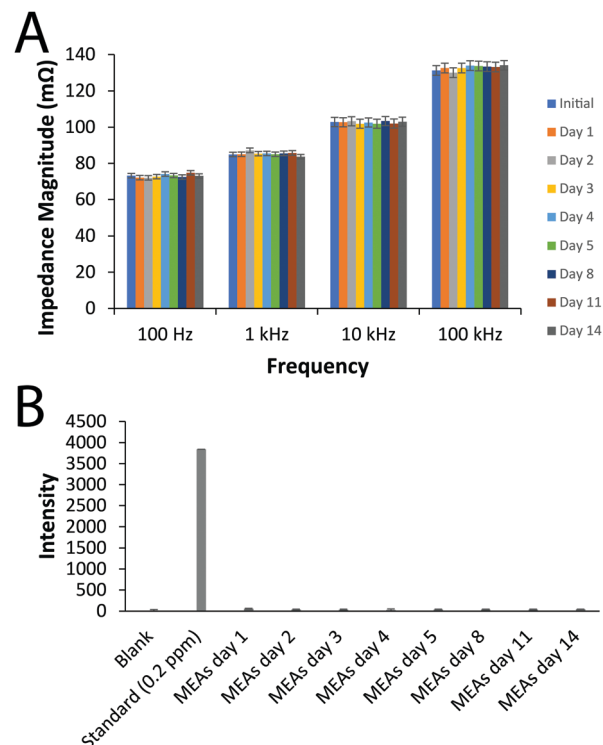 A
Impedance Magnitude (mΩ)
140
120
100
80
60
40
20
0
100 Hz
1 kHz
10 kHz
100 kHz
Frequency
Initial
Day 1
Day 2
Day 3
Day 4
Day 5
Day 8
Day 11
Day 14
B
Intensity
4500
4000
3500
3000
2500
2000
1500
1000
500
0
Blank
Standard (0.2 ppm)
MEAs day 1
MEAs day 2
MEAs day 3
MEAs day 4
MEAs day 5
MEAs day 8
MEAs day 11
MEAs day 14